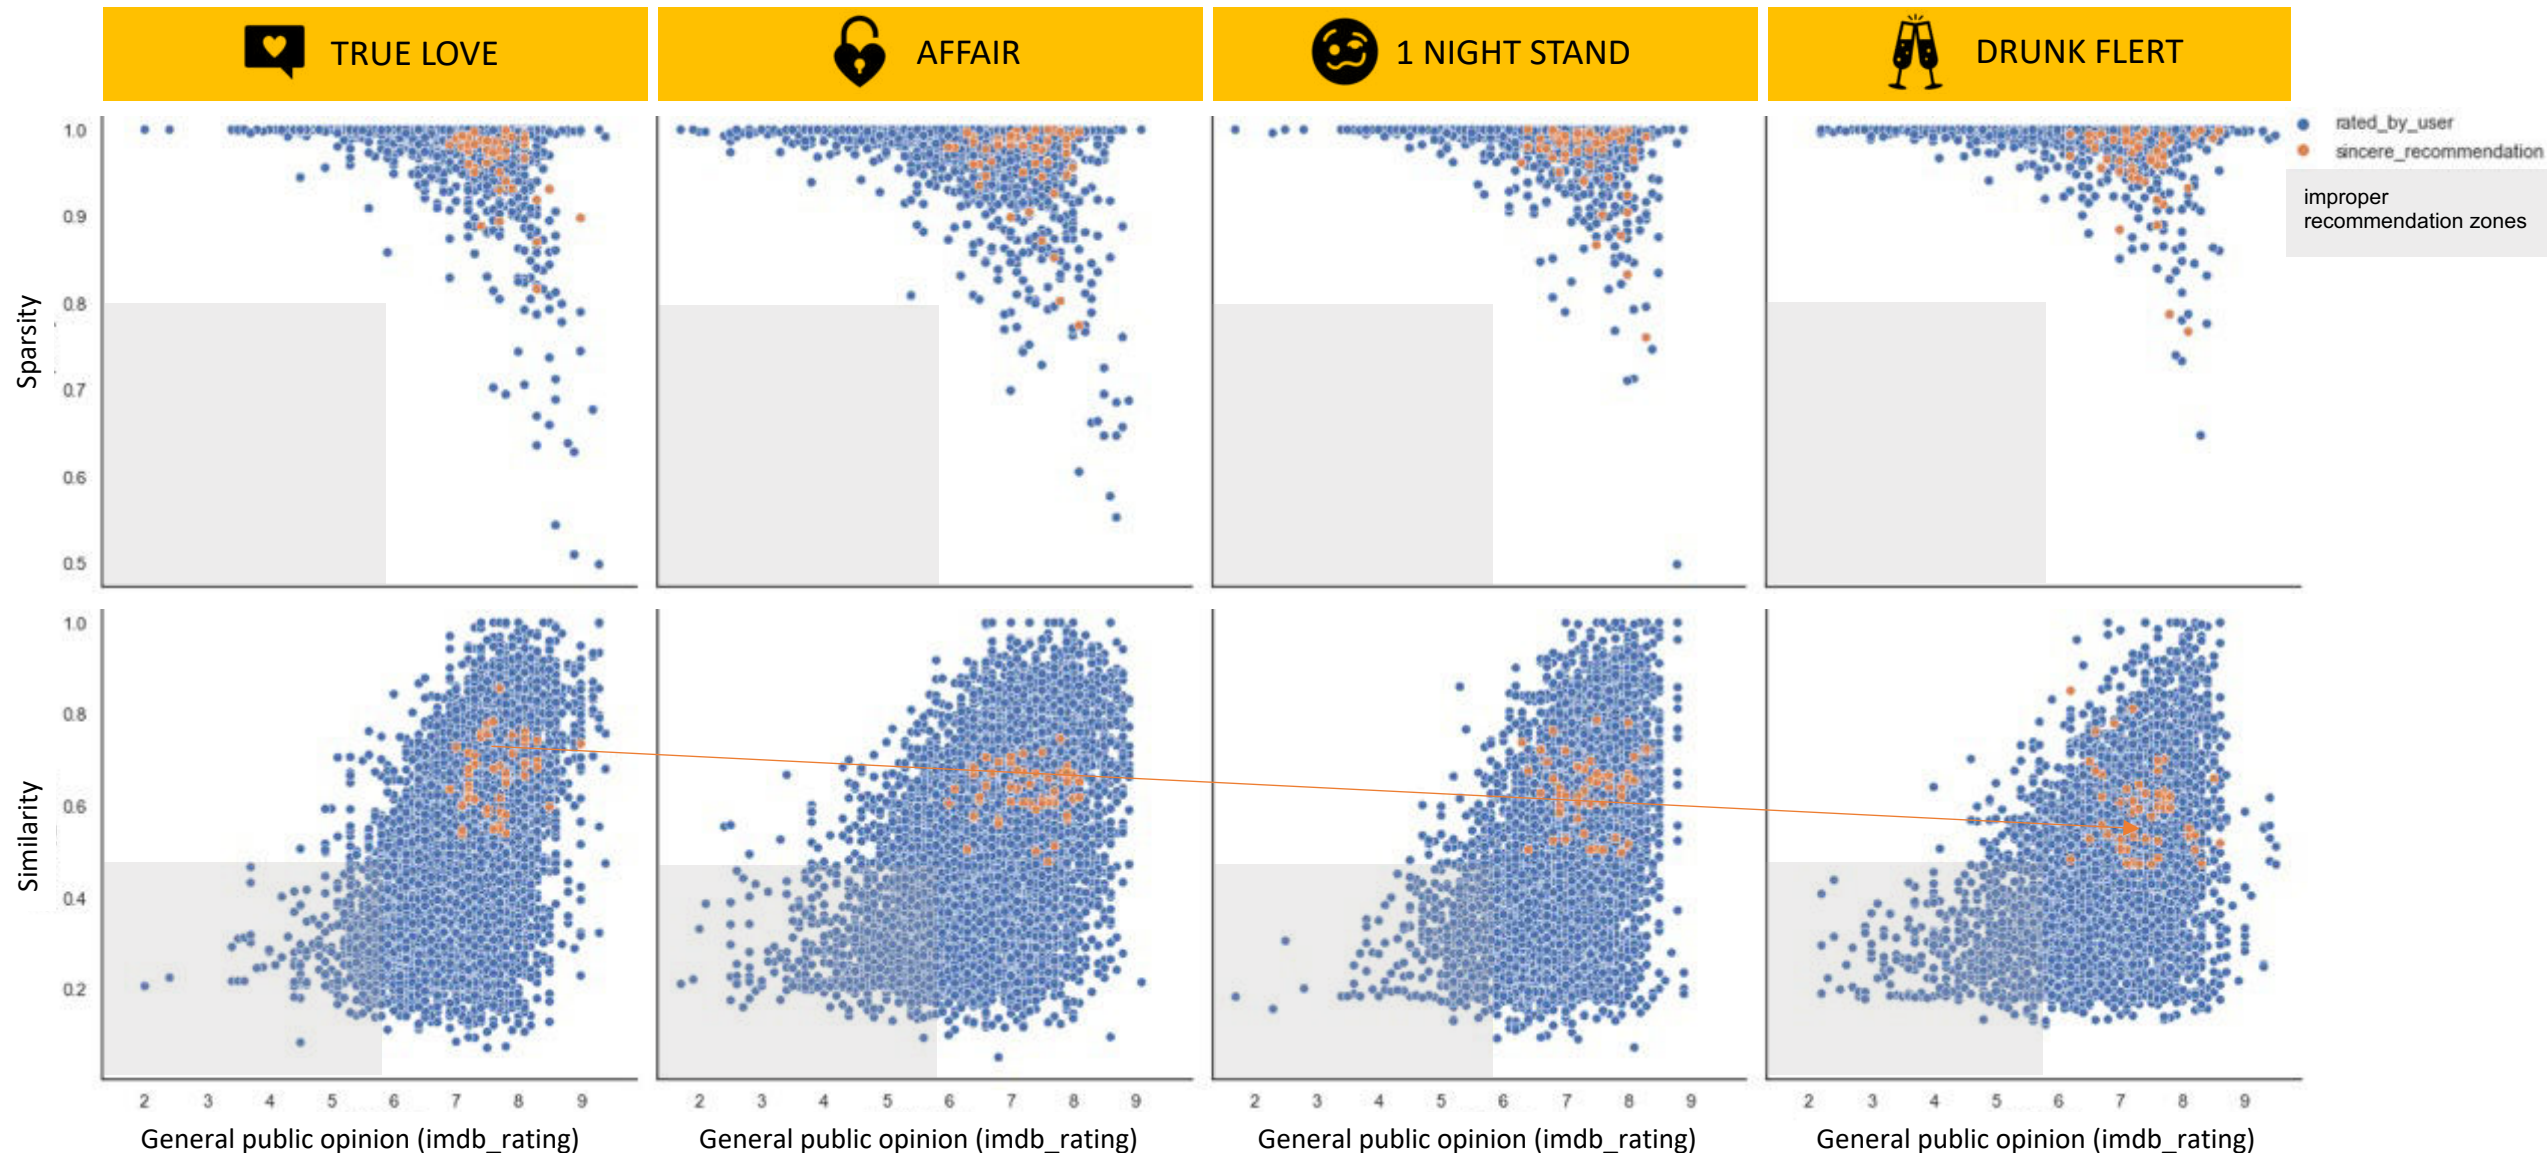 TRUE LOVE
AFFAIR
1 NIGHT STAND
DRUNK FLERT
rated_by_user
sincere_recommendation
improper
recommendation zones
Sparsity
1.0
0.9
0.8
0.7
0.6
0.5
Similarity
1.0
0.8
0.6
0.4
0.2
2 3 4 5 6 7 8 9
2 3 4 5 6 7 8 9
2 3 4 5 6 7 8 9
2 3 4 5 6 7 8 9
General public opinion (imdb_rating)
General public opinion (imdb_rating)
General public opinion (imdb_rating)
General public opinion (imdb_rating)